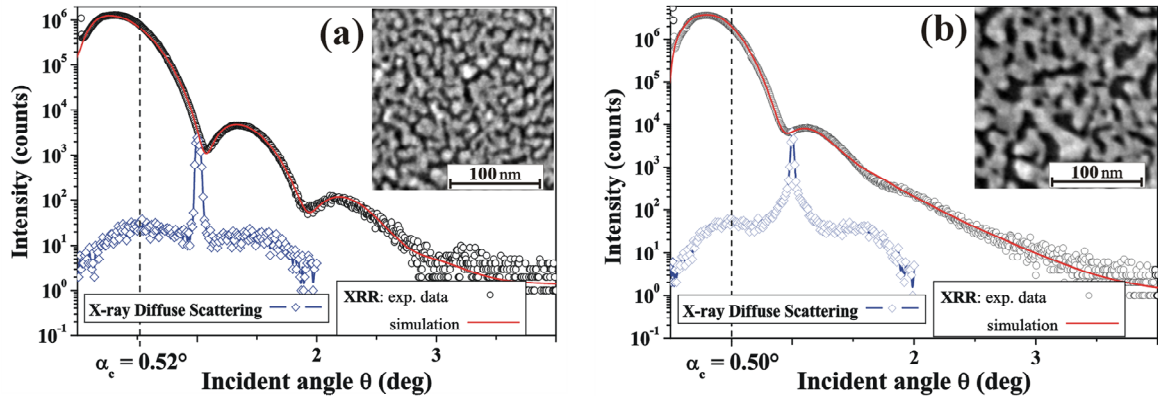 (a)
Intensity (counts)
10^6
10^5
10^4
10^3
10^2
10^1
10^0
10^-1
100 nm
X-ray Diffuse Scattering
XRR: exp. data
simulation
α_c = 0.52°
2
3
Incident angle θ (deg)
(b)
Intensity (counts)
10^6
10^5
10^4
10^3
10^2
10^1
10^0
10^-1
100 nm
X-ray Diffuse Scattering
XRR: exp. data
simulation
α_c = 0.50°
2
3
Incident angle θ (deg)